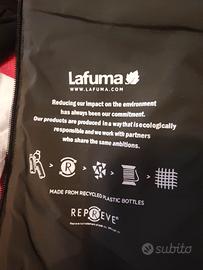 Lafuma
WWW.LAFUMA.COM
Reducing our impact on the environment
has always been our commitment.
Our products are produced in a way that is ecologically
responsible and we work with partners
who share the same ambitions.
> R > > >
MADE FROM RECYCLED PLASTIC BOTTLES
REPREVE®
subito